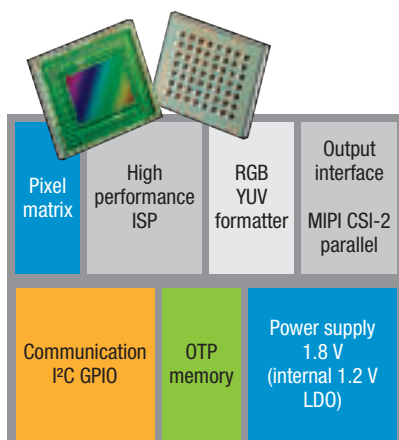 Pixel
matrix
High
performance
ISP
RGB
YUV
formatter
Output
interface
MIPI CSI-2
parallel
Communication
I²C GPIO
OTP
memory
Power supply
1.8 V
(internal 1.2 V
LDO)